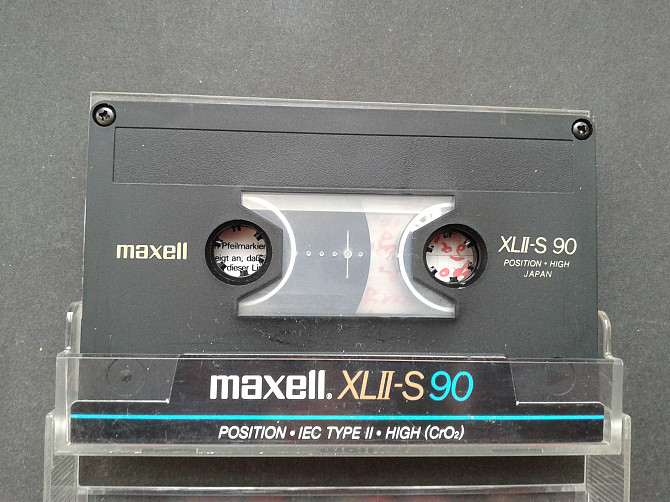 maxell
Pfeilmarkier
eigt an, daß
dieser Li
XLII-S 90
POSITION • HIGH
JAPAN
maxell. XLII-S 90
POSITION • IEC TYPE II • HIGH (CrO₂)